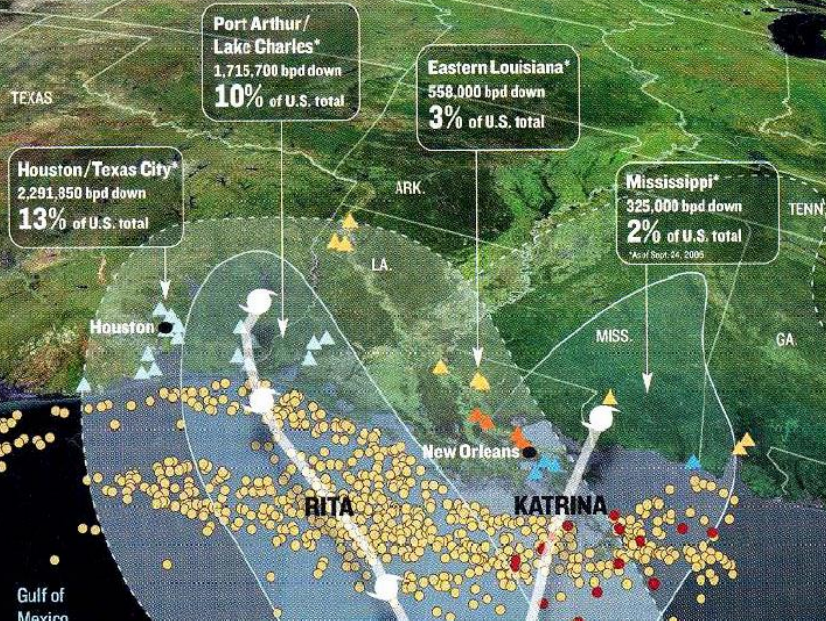 Port Arthur/
Lake Charles*
1,715,700 bpd down
10% of U.S. total
Eastern Louisiana*
558,000 bpd down
3% of U.S. total
TEXAS
Houston/Texas City*
2,291,850 bpd down
13% of U.S. total
ARK.
Mississippi*
325,000 bpd down
2% of U.S. total
*As of Sept. 24, 2005
TENN.
LA.
Houston
MISS.
GA.
New Orleans
RITA
KATRINA
Gulf of
Mexico